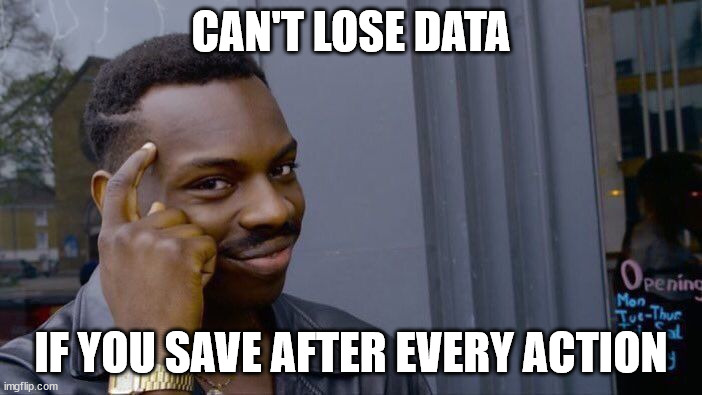 CAN'T LOSE DATA
Opening
Mon
Tue-Thur
IF YOU SAVE AFTER EVERY ACTION
imgflip.com